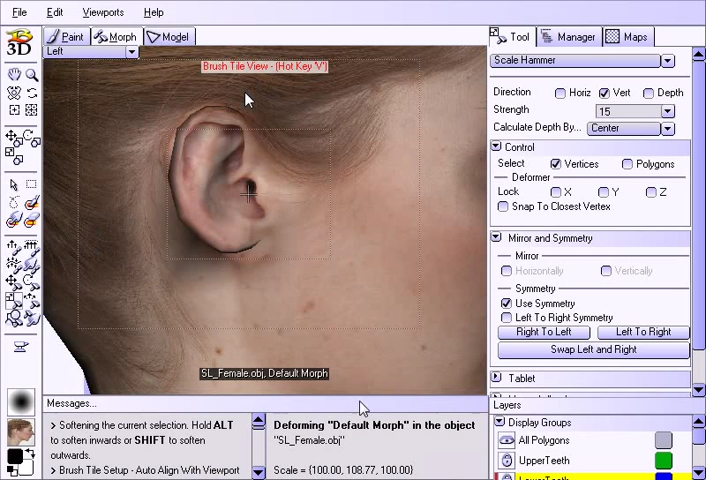 File Edit Viewports Help
3D
Paint Morph Model
Left
Brush Tile View - (Hot Key 'V')
SL_Female.obj, Default Morph
Messages...
> Softening the current selection. Hold ALT
to soften inwards or SHIFT to soften
outwards.
> Brush Tile Setup - Auto Align With Viewport
Deforming "Default Morph" in the object
"SL_Female.obj"
Scale = {100.00, 108.77, 100.00}
Tool Manager Maps
Scale Hammer
Direction Horiz Vert Depth
Strength 15
Calculate Depth By... Center
Control
Select Vertices Polygons
Deformer
Lock X Y Z
Snap To Closest Vertex
Mirror and Symmetry
Mirror
Horizontally Vertically
Symmetry
Use Symmetry
Left To Right Symmetry
Right To Left Left To Right
Swap Left and Right
Tablet
Layers
Display Groups
All Polygons
UpperTeeth